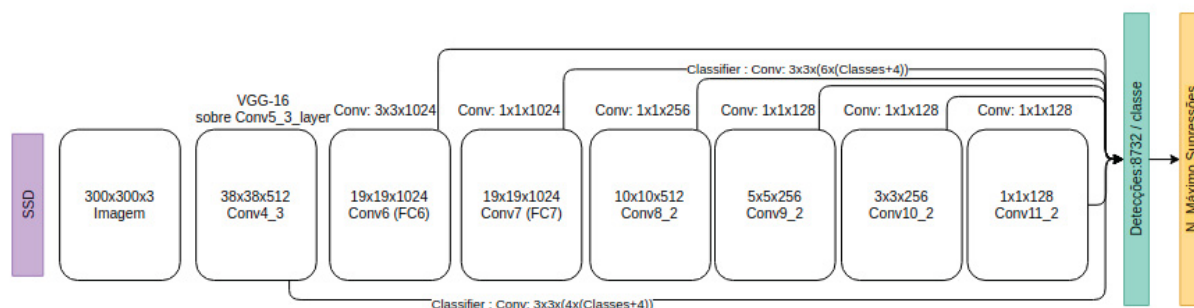 Classifier : Conv: 3x3x(6x(Classes+4))
VGG-16
sobre Conv5_3_layer
Conv: 3x3x1024
Conv: 1x1x1024
Conv: 1x1x256
Conv: 1x1x128
Conv: 1x1x128
Conv: 1x1x128
SSD
300x300x3
Imagem
38x38x512
Conv4_3
19x19x1024
Conv6 (FC6)
19x19x1024
Conv7 (FC7)
10x10x512
Conv8_2
5x5x256
Conv9_2
3x3x256
Conv10_2
1x1x128
Conv11_2
Detecções:8732 / classe
N. Máximo Supressões
Classifier : Conv: 3x3x(4x(Classes+4))